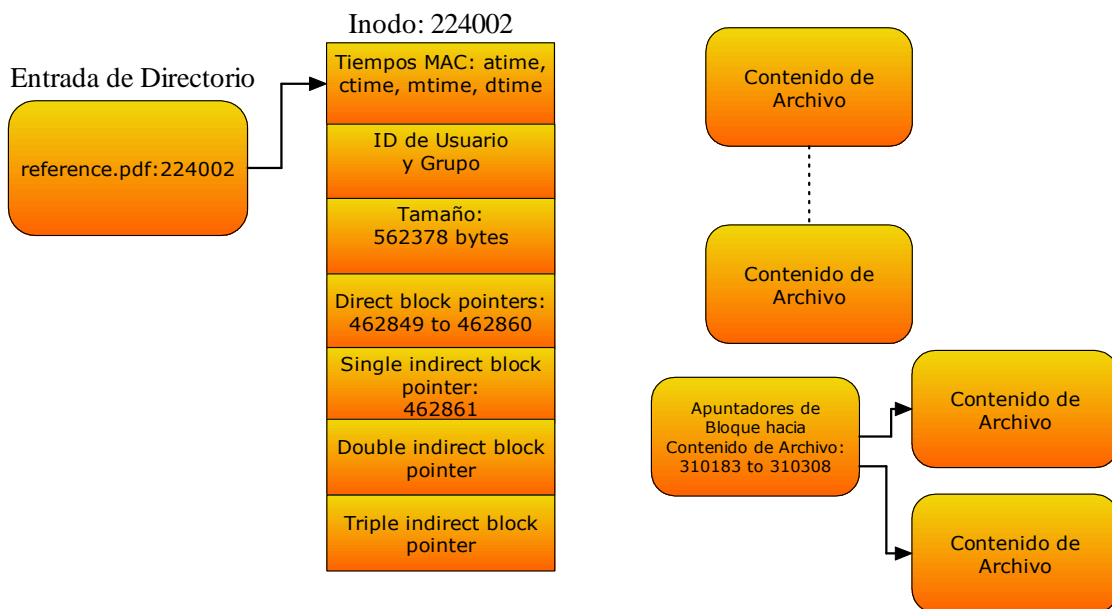 Inodo: 224002
Entrada de Directorio
reference.pdf:224002
Tiempos MAC: atime,
ctime, mtime, dtime
ID de Usuario
y Grupo
Tamaño:
562378 bytes
Direct block pointers:
462849 to 462860
Single indirect block
pointer:
462861
Double indirect block
pointer
Triple indirect block
pointer
Contenido de
Archivo
Contenido de
Archivo
Apuntadores de
Bloque hacia
Contenido de Archivo:
310183 to 310308
Contenido de
Archivo
Contenido de
Archivo